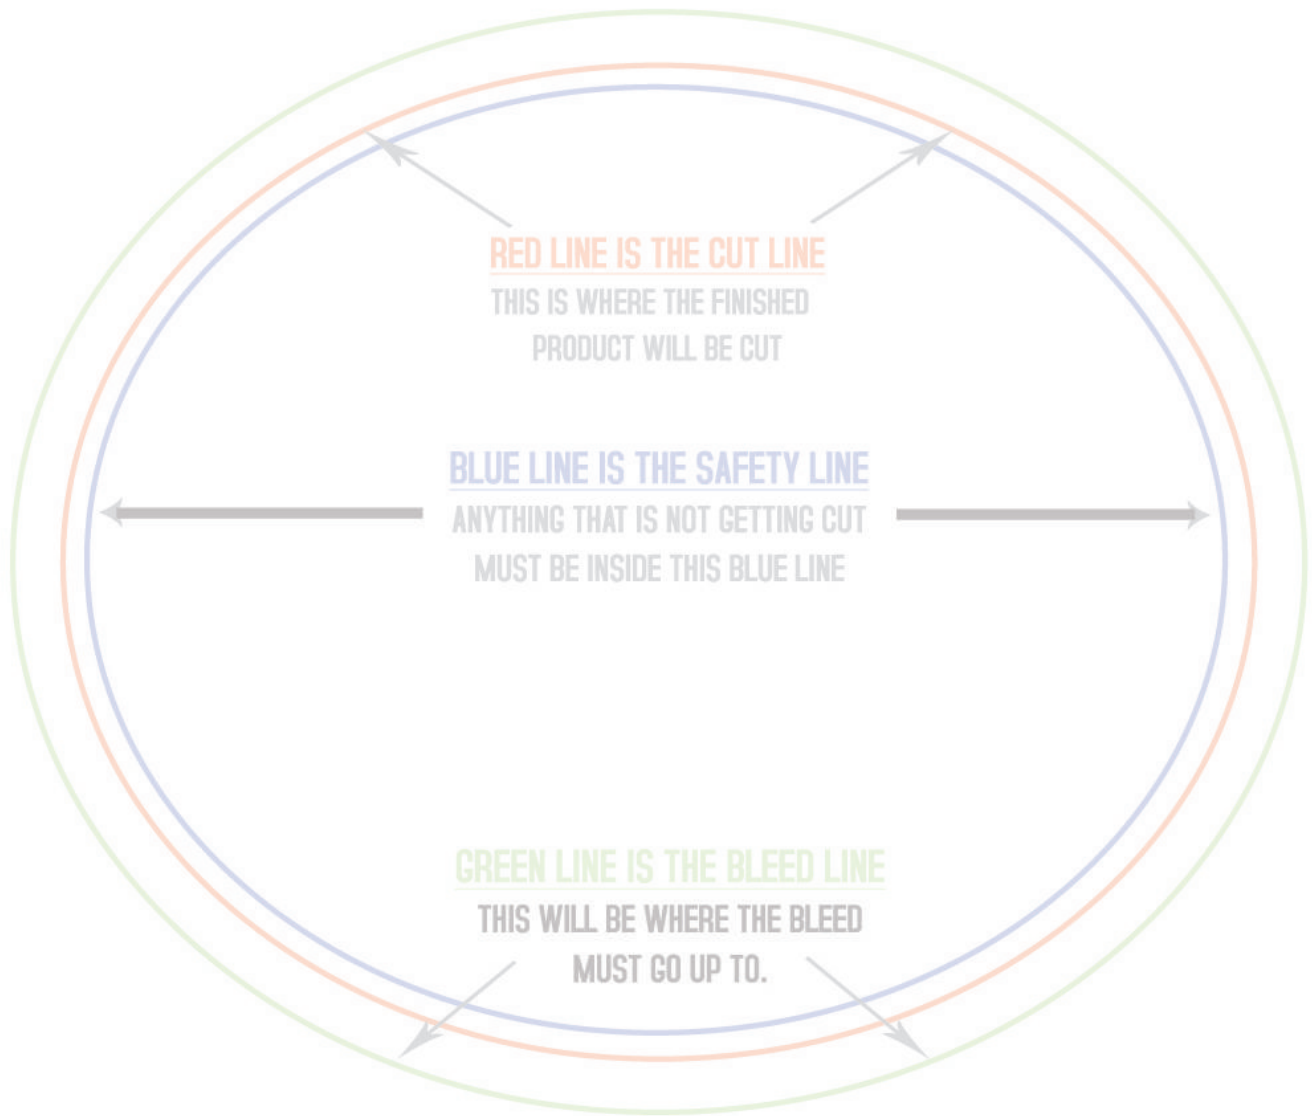 RED LINE IS THE CUT LINE
THIS IS WHERE THE FINISHED
PRODUCT WILL BE CUT
BLUE LINE IS THE SAFETY LINE
ANYTHING THAT IS NOT GETTING CUT
MUST BE INSIDE THIS BLUE LINE
GREEN LINE IS THE BLEED LINE
THIS WILL BE WHERE THE BLEED
MUST GO UP TO.